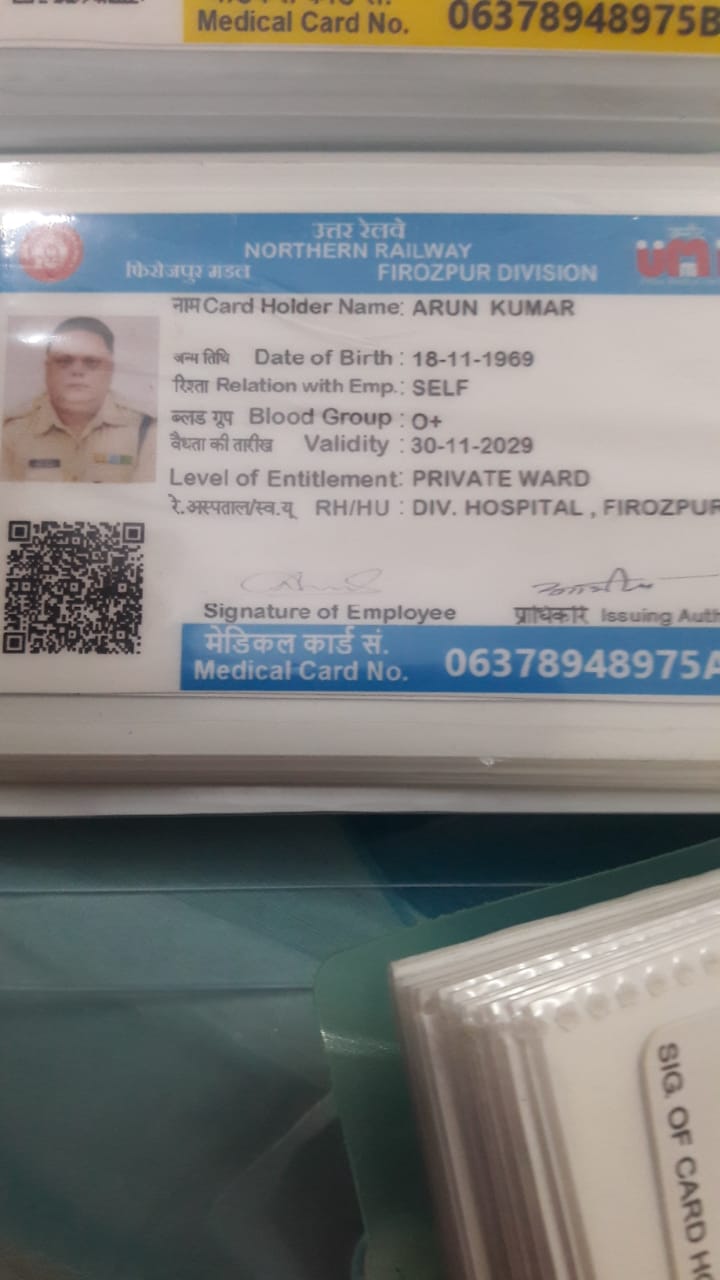 Medical Card No. 06378948975B
उत्तर रेलवे
NORTHERN RAILWAY
फिरोजपुर मंडल FIROZPUR DIVISION
नाम Card Holder Name: ARUN KUMAR
जन्म तिथि Date of Birth : 18-11-1969
रिश्ता Relation with Emp.: SELF
ब्लड ग्रुप Blood Group : O+
वैधता की तारीख Validity : 30-11-2029
Level of Entitlement: PRIVATE WARD
रे.अस्पताल/स्व.यू RH/HU : DIV. HOSPITAL , FIROZPUR
Signature of Employee
Issuing Auth
मेडिकल कार्ड सं.
Medical Card No. 06378948975A
SIG. OF CARD HO